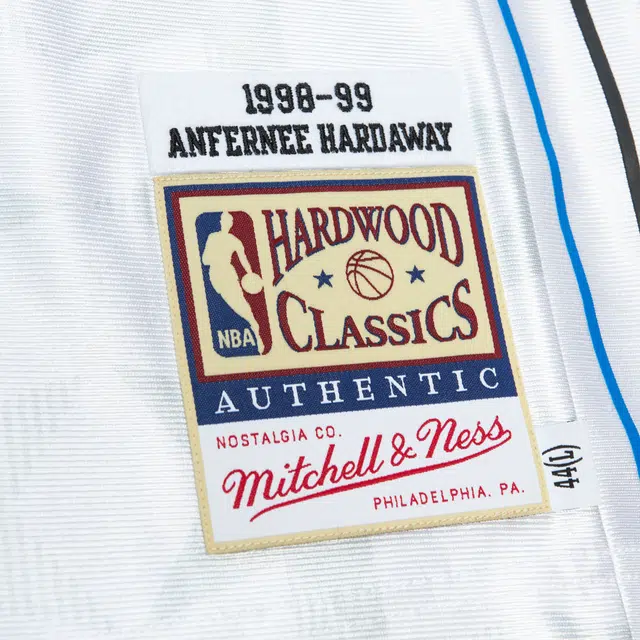 1998-99
ANFERNEE HARDAWAY
HARDWOOD
CLASSICS
NBA
AUTHENTIC
NOSTALGIA CO.
Mitchell & Ness
PHILADELPHIA, PA.
44(L)